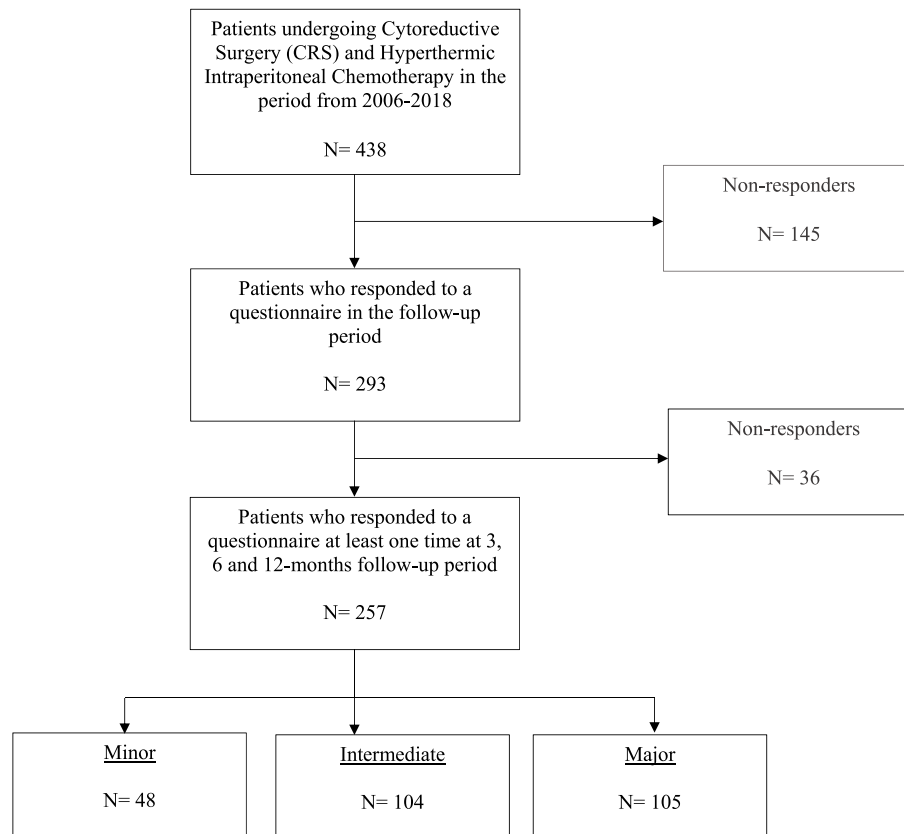 Patients undergoing Cytoreductive
Surgery (CRS) and Hyperthermic
Intraperitoneal Chemotherapy in the
period from 2006-2018
N= 438
Non-responders
N= 145
Patients who responded to a
questionnaire in the follow-up
period
N= 293
Non-responders
N= 36
Patients who responded to a
questionnaire at least one time at 3,
6 and 12-months follow-up period
N= 257
Minor
N= 48
Intermediate
N= 104
Major
N= 105